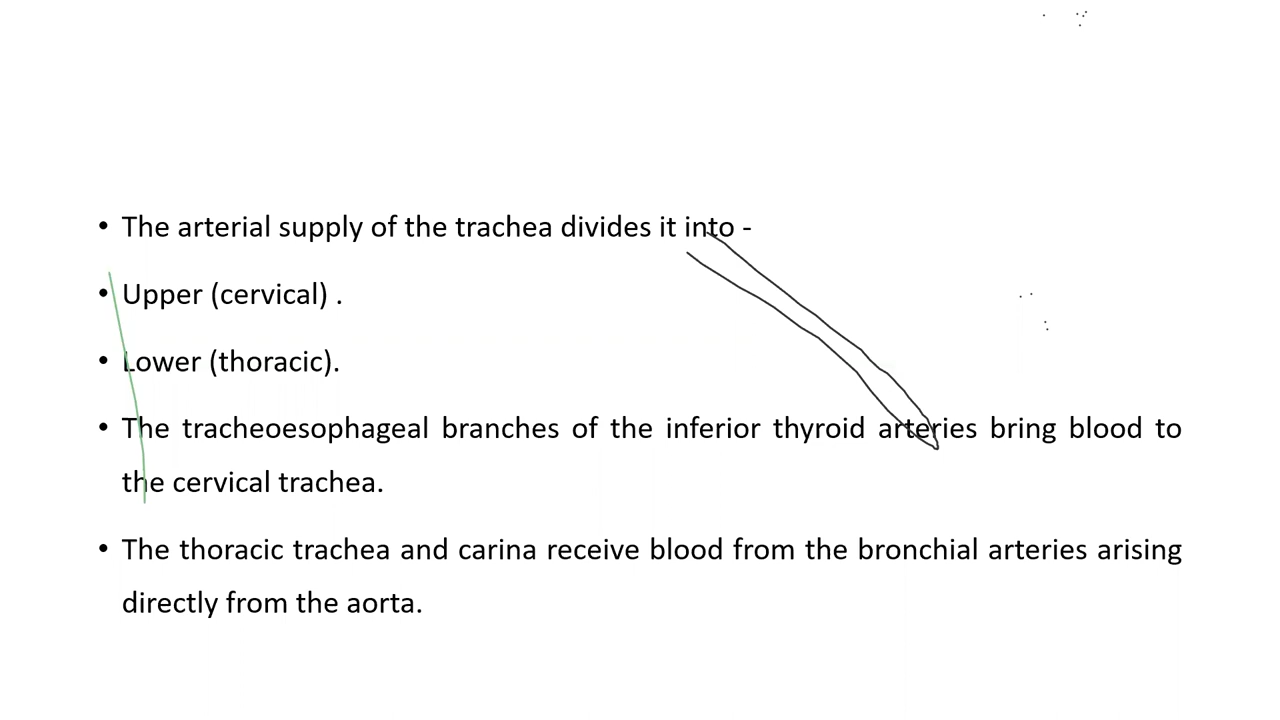 • The arterial supply of the trachea divides it into -
• Upper (cervical) .
• Lower (thoracic).
• The tracheoesophageal branches of the inferior thyroid arteries bring blood to
the cervical trachea.
• The thoracic trachea and carina receive blood from the bronchial arteries arising
directly from the aorta.